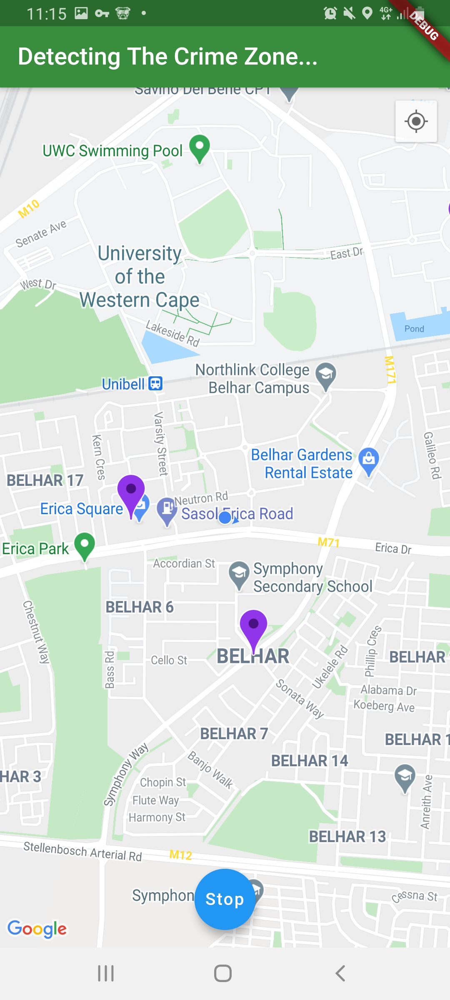 11:15
4G+
DEBUG
Detecting The Crime Zone...
Savino Del Bene CPT
UWC Swimming Pool
M10
Senate Ave
University
of the
Western Cape
East Dr
West Dr
Lakeside Rd
Pond
Northlink College
Belhar Campus
M171
Unibell
Varsity Street
Kern Cres
Galileo Rd
Belhar Gardens
Rental Estate
BELHAR 17
Neutron Rd
Erica Square
Sasol Erica Road
Erica Park
M71
Erica Dr
Accordian St
Symphony
Secondary School
BELHAR 6
Chestnut Way
Phillip Cres
BELHAR
BELHAR
Cello St
Bass Rd
Ukelele Rd
Sonata Way
Alabama Dr
Koeberg Ave
BELHAR 7
BELHAR 1
Symphony Way
Banjo Walk
BELHAR 14
HAR 3
Chopin St
Flute Way
Harmony St
Anreith Ave
BELHAR 13
Stellenbosch Arterial Rd
M12
Symphon
Stop
Cessna St
Google